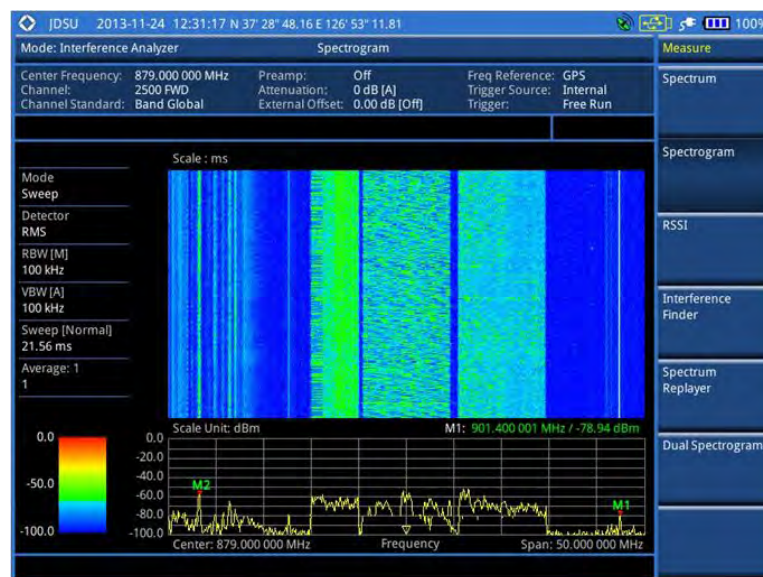 JDSU 2013-11-24 12:31:17 N 37' 28" 48.16 E 126' 53" 11.81 100%
Mode: Interference Analyzer Spectrogram Measure
Center Frequency: 879.000 000 MHz Preamp: Off Freq Reference: GPS
Channel: 2500 FWD Attenuation: 0 dB [A] Trigger Source: Internal
Channel Standard: Band Global External Offset: 0.00 dB [Off] Trigger: Free Run
Spectrum
Spectrogram
RSSI
Interference
Finder
Spectrum
Replayer
Dual Spectrogram
Scale : ms
Mode
Sweep
Detector
RMS
RBW [M]
100 kHz
VBW [A]
100 kHz
Sweep [Normal]
21.56 ms
Average: 1
1
Scale Unit: dBm M1: 901.400 001 MHz / -78.94 dBm
0.0
-50.0
-100.0
0.0
-20.0
-40.0
-60.0
-80.0
-100.0
M2
M1
Center: 879.000 000 MHz Frequency Span: 50.000 000 MHz